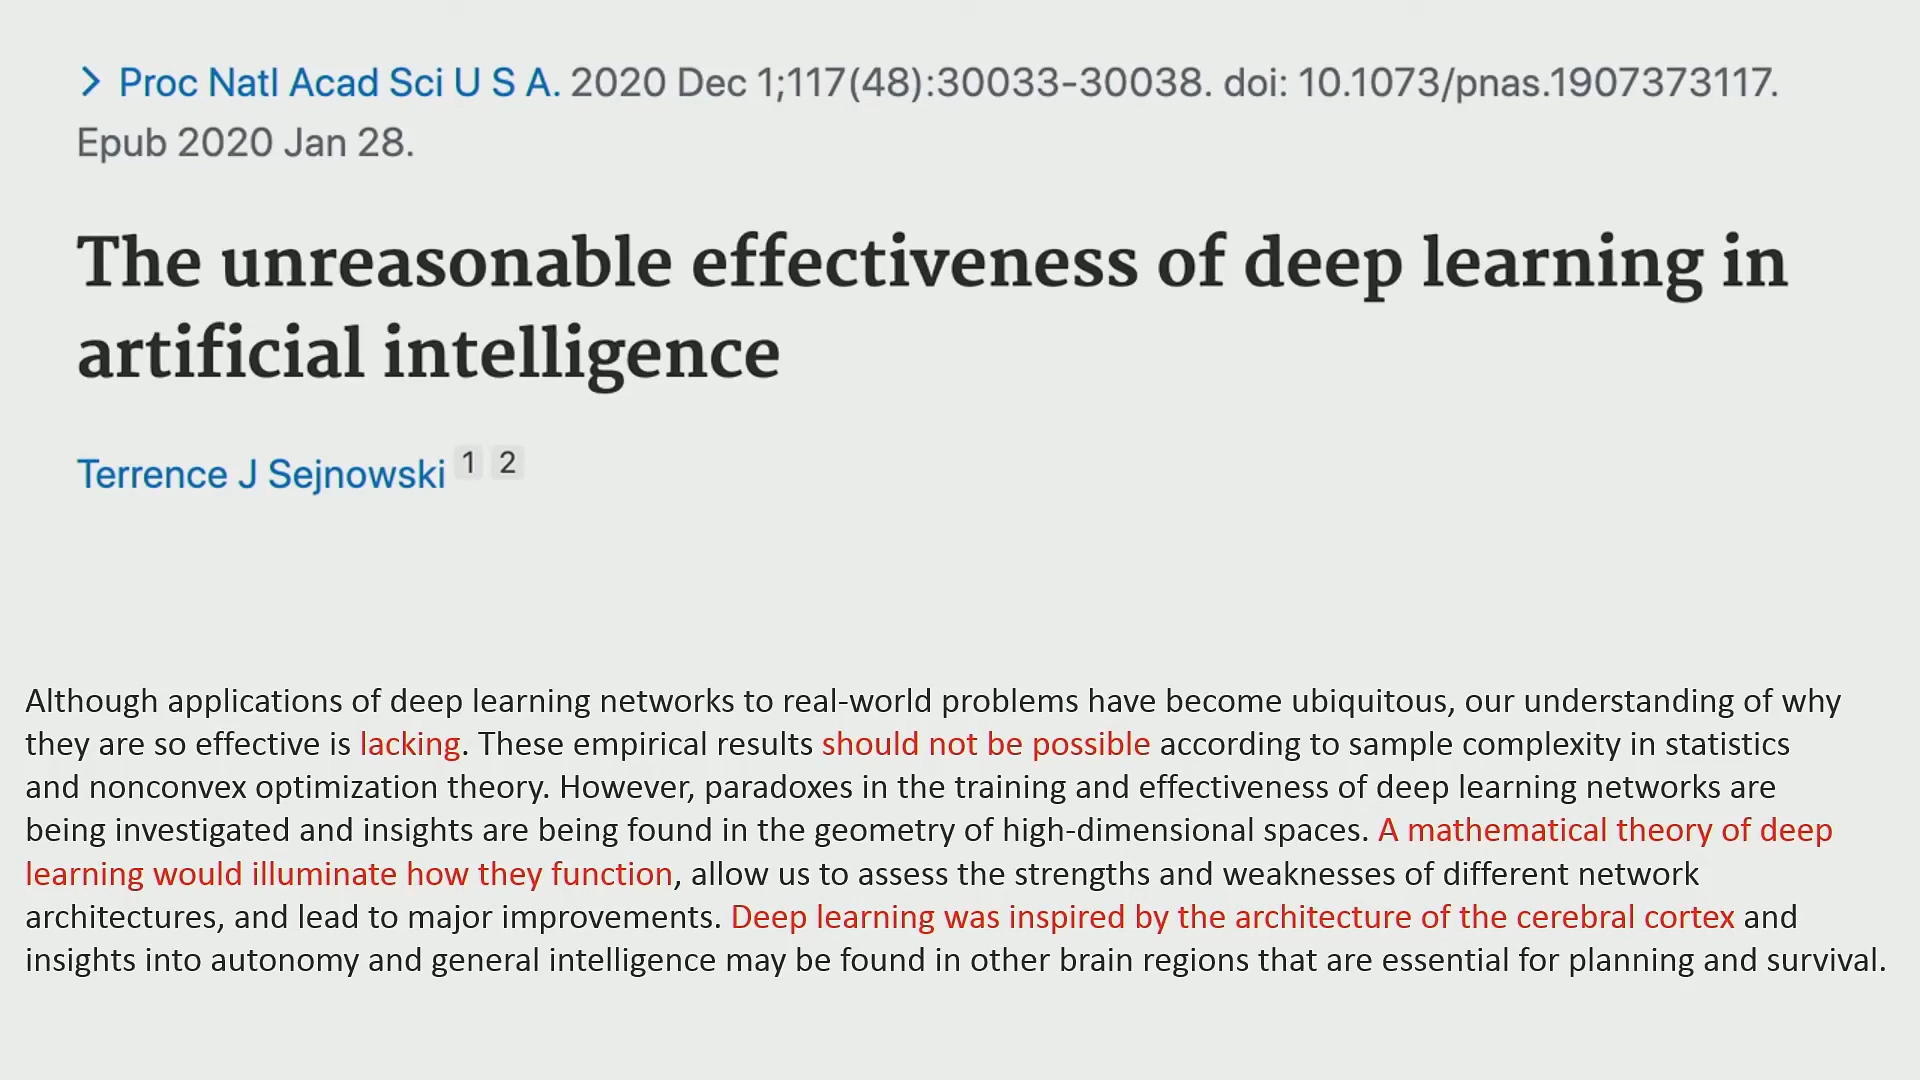 > Proc Natl Acad Sci U S A. 2020 Dec 1;117(48):30033-30038. doi: 10.1073/pnas.1907373117.
Epub 2020 Jan 28.
The unreasonable effectiveness of deep learning in
artificial intelligence
Terrence J Sejnowski 1 2
Although applications of deep learning networks to real-world problems have become ubiquitous, our understanding of why
they are so effective is lacking. These empirical results should not be possible according to sample complexity in statistics
and nonconvex optimization theory. However, paradoxes in the training and effectiveness of deep learning networks are
being investigated and insights are being found in the geometry of high-dimensional spaces. A mathematical theory of deep
learning would illuminate how they function, allow us to assess the strengths and weaknesses of different network
architectures, and lead to major improvements. Deep learning was inspired by the architecture of the cerebral cortex and
insights into autonomy and general intelligence may be found in other brain regions that are essential for planning and survival.